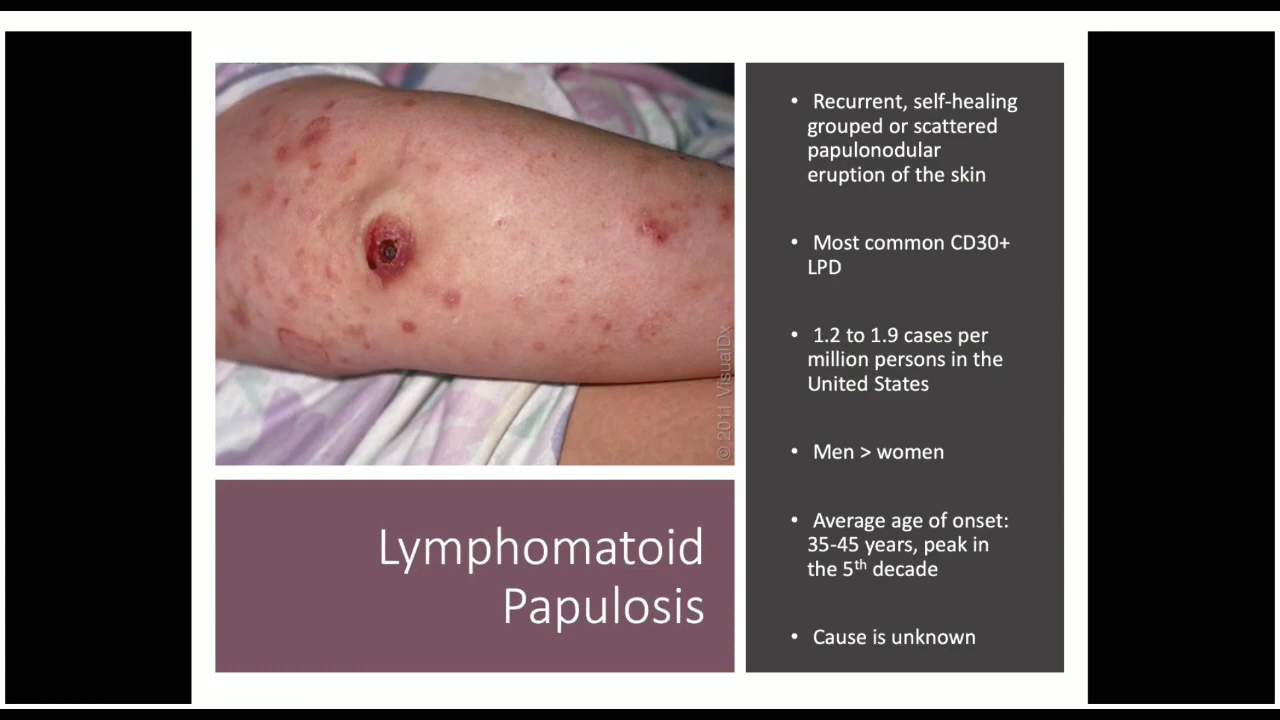 • Recurrent, self-healing
grouped or scattered
papulonodular
eruption of the skin
• Most common CD30+
LPD
• 1.2 to 1.9 cases per
million persons in the
United States
• Men > women
• Average age of onset:
35-45 years, peak in
the 5th decade
• Cause is unknown
Lymphomatoid
Papulosis
© 2011 VisualDx